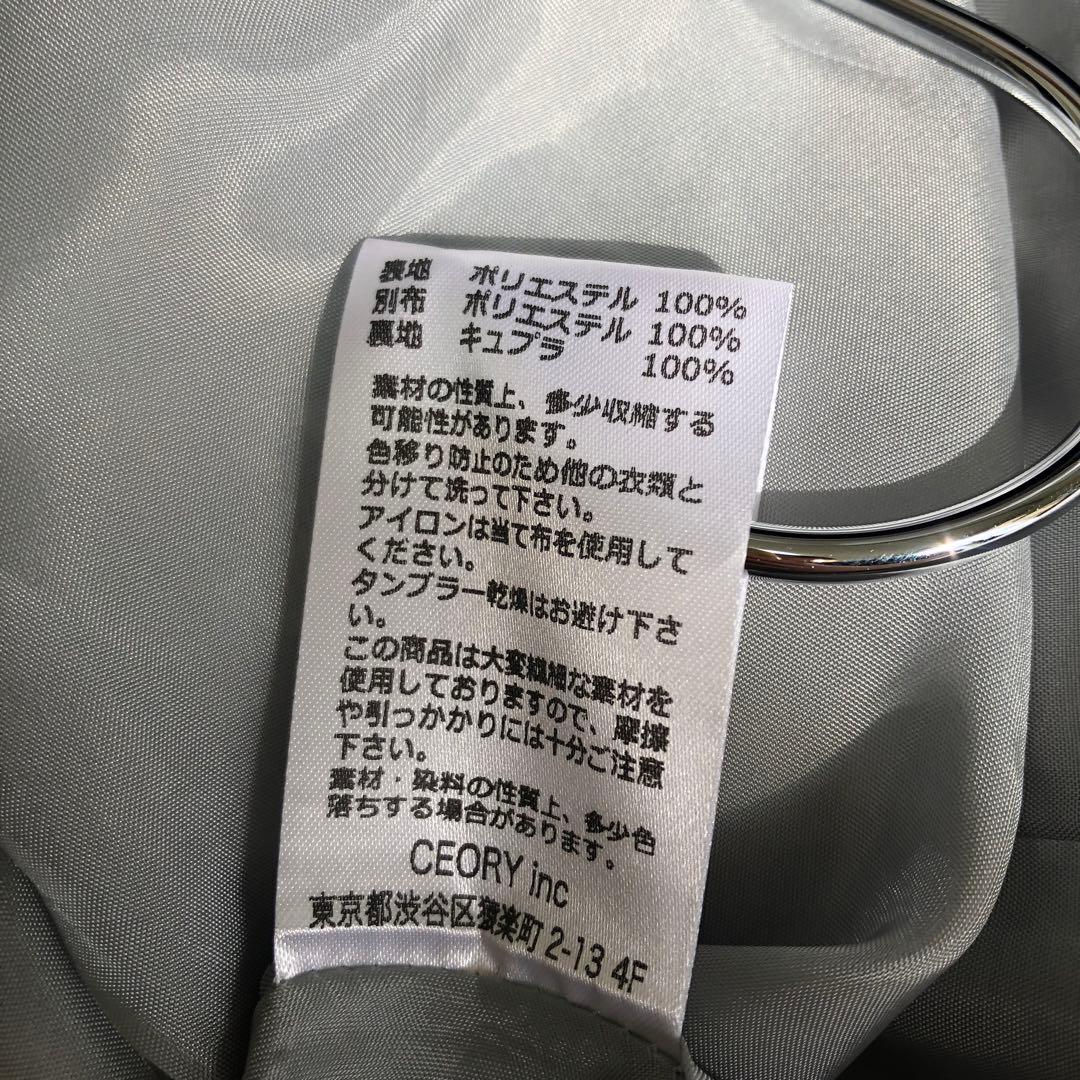 表地 ポリエステル 100%
別布 ポリエステル 100%
裏地 キュプラ 100%
素材の性質上、多少収縮する
可能性があります。
色移り防止のため他の衣類と
分けて洗って下さい。
アイロンは当て布を使用して
ください。
タンブラー乾燥はお避け下さ
い。
この商品は大変繊細な素材を
使用しておりますので、摩擦
や引っかかりには十分ご注意
下さい。
素材・染料の性質上、多少色
落ちする場合があります。
CEORY inc
東京都渋谷区猿楽町 2-13 4F